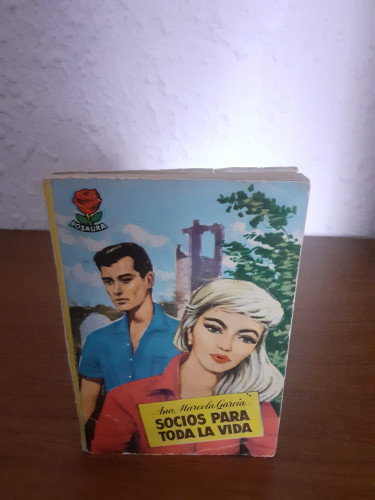 ROSAURA
Ana Marcela García
SOCIOS PARA
TODA LA VIDA